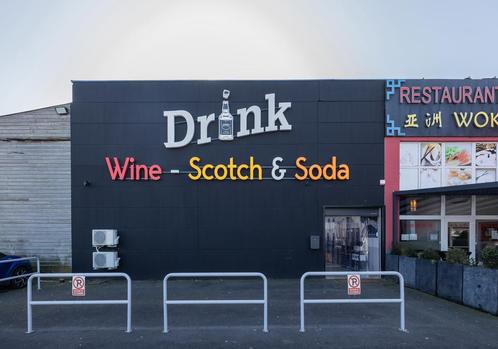 Drink
Wine - Scotch & Soda
RESTAURANT
亚洲 WOK